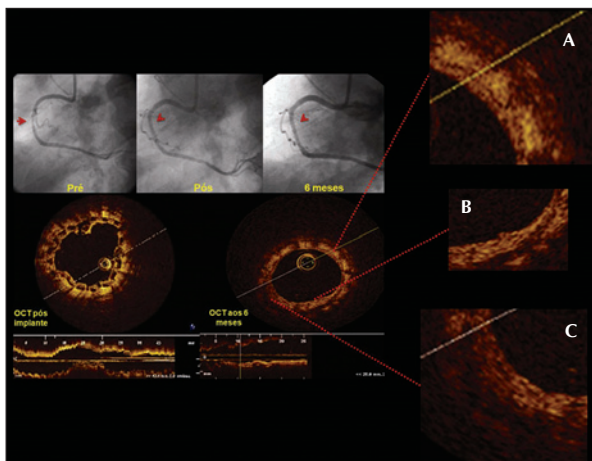 A
Pré
Pós
6 meses
B
OCT pós
implante
OCT aos 6
meses
C